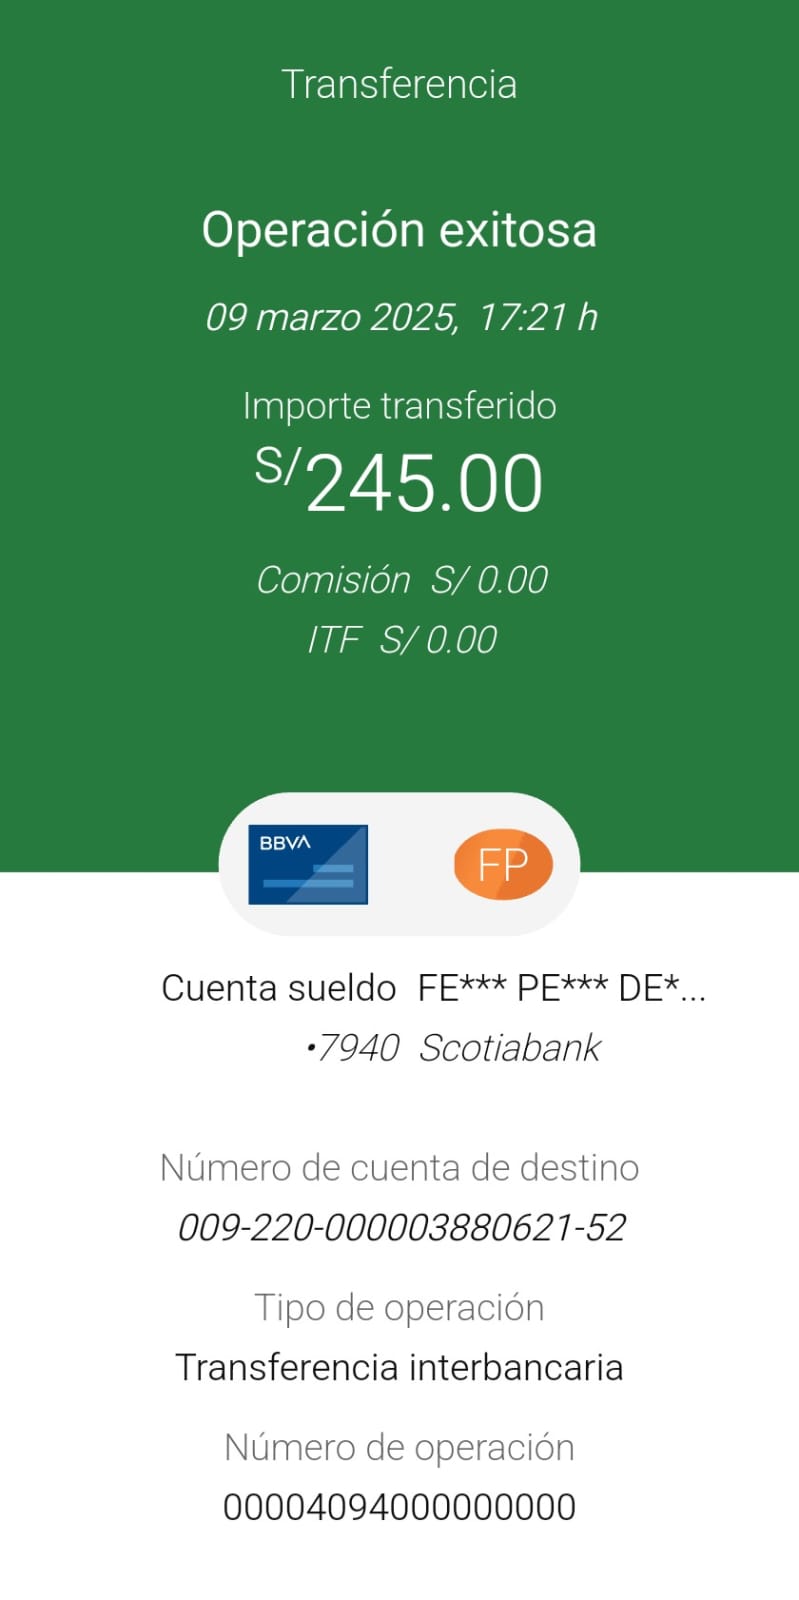 Transferencia
Operación exitosa
09 marzo 2025, 17:21 h
Importe transferido
S/245.00
Comisión S/ 0.00
ITF S/ 0.00
BBVA FP
Cuenta sueldo FE*** PE*** DE*...
•7940 Scotiabank
Número de cuenta de destino
009-220-000003880621-52
Tipo de operación
Transferencia interbancaria
Número de operación
00004094000000000